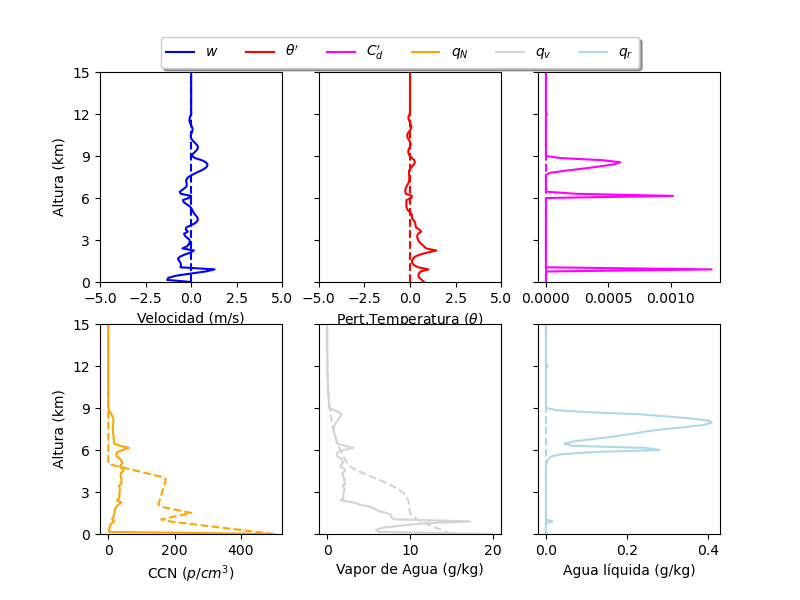 w θ′ C′d qN qv qr
15
12
9
6
3
0
Altura (km)
−5.0 −2.5 0.0 2.5 5.0
Velocidad (m/s)
−5.0 −2.5 0.0 2.5 5.0
Pert.Temperatura (θ)
0.0000 0.0005 0.0010
15
12
9
6
3
0
Altura (km)
0 200 400
CCN (p/cm³)
0 10 20
Vapor de Agua (g/kg)
0.0 0.2 0.4
Agua líquida (g/kg)